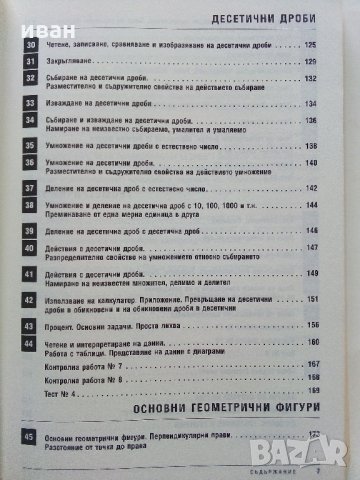 иван
ДЕСЕТИЧНИ ДРОБИ
30 Четене, записване, сравняване и изобразяване на десетични дроби 125
31 Закръгляване 129
32 Събиране на десетични дроби. 132
Разместително и съдружително свойства на действието събиране
33 Изваждане на десетични дроби 134
34 Събиране и изваждане на десетични дроби. 136
Намиране на неизвестно събираемо, умалител и умаляемо
35 Умножение на десетични дроби с естествено число 138
36 Умножение на десетични дроби. 140
Разместително и съдружително свойства на действието умножение
37 Деление на десетична дроб с естествено число 142
38 Умножение и деление на десетична дроб с 10, 100, 1000 и т.н. 144
Преминаване от една мерна единица в друга
39 Деление на десетична дроб с десетична дроб 146
40 Действия с десетични дроби. 147
Разпределително свойство на умножението относно събирането
41 Действия с десетични дроби. 149
Намиране на неизвестен множител, делимо и делител
42 Използване на калкулатор. Приложение. Превръщане на десетични 151
дроби в обикновени и на обикновени дроби в десетични
43 Процент. Основни задачи. Проста лихва 156
44 Четене и интерпретиране на данни. 160
Работа с таблици. Представяне на данни с диаграми
Контролна работа № 7 167
Контролна работа № 8 168
Тест № 4 169
ОСНОВНИ ГЕОМЕТРИЧНИ ФИГУРИ
45 Основни геометрични фигури. Перпендикулярни прави. 173
Разстояние от точка до права
СЪДЪРЖАНИЕ 7
BAZAR